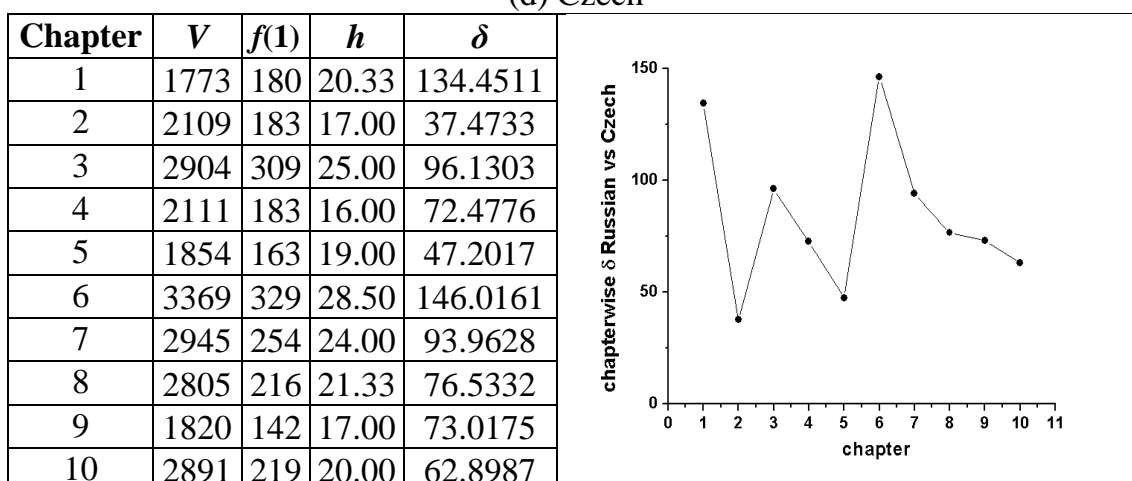 (d) Czech
Chapter V f(1) h δ
1 1773 180 20.33 134.4511
2 2109 183 17.00 37.4733
3 2904 309 25.00 96.1303
4 2111 183 16.00 72.4776
5 1854 163 19.00 47.2017
6 3369 329 28.50 146.0161
7 2945 254 24.00 93.9628
8 2805 216 21.33 76.5332
9 1820 142 17.00 73.0175
10 2891 219 20.00 62.8987
chapterwise δ Russian vs Czech
150
100
50
0
0 1 2 3 4 5 6 7 8 9 10 11
chapter